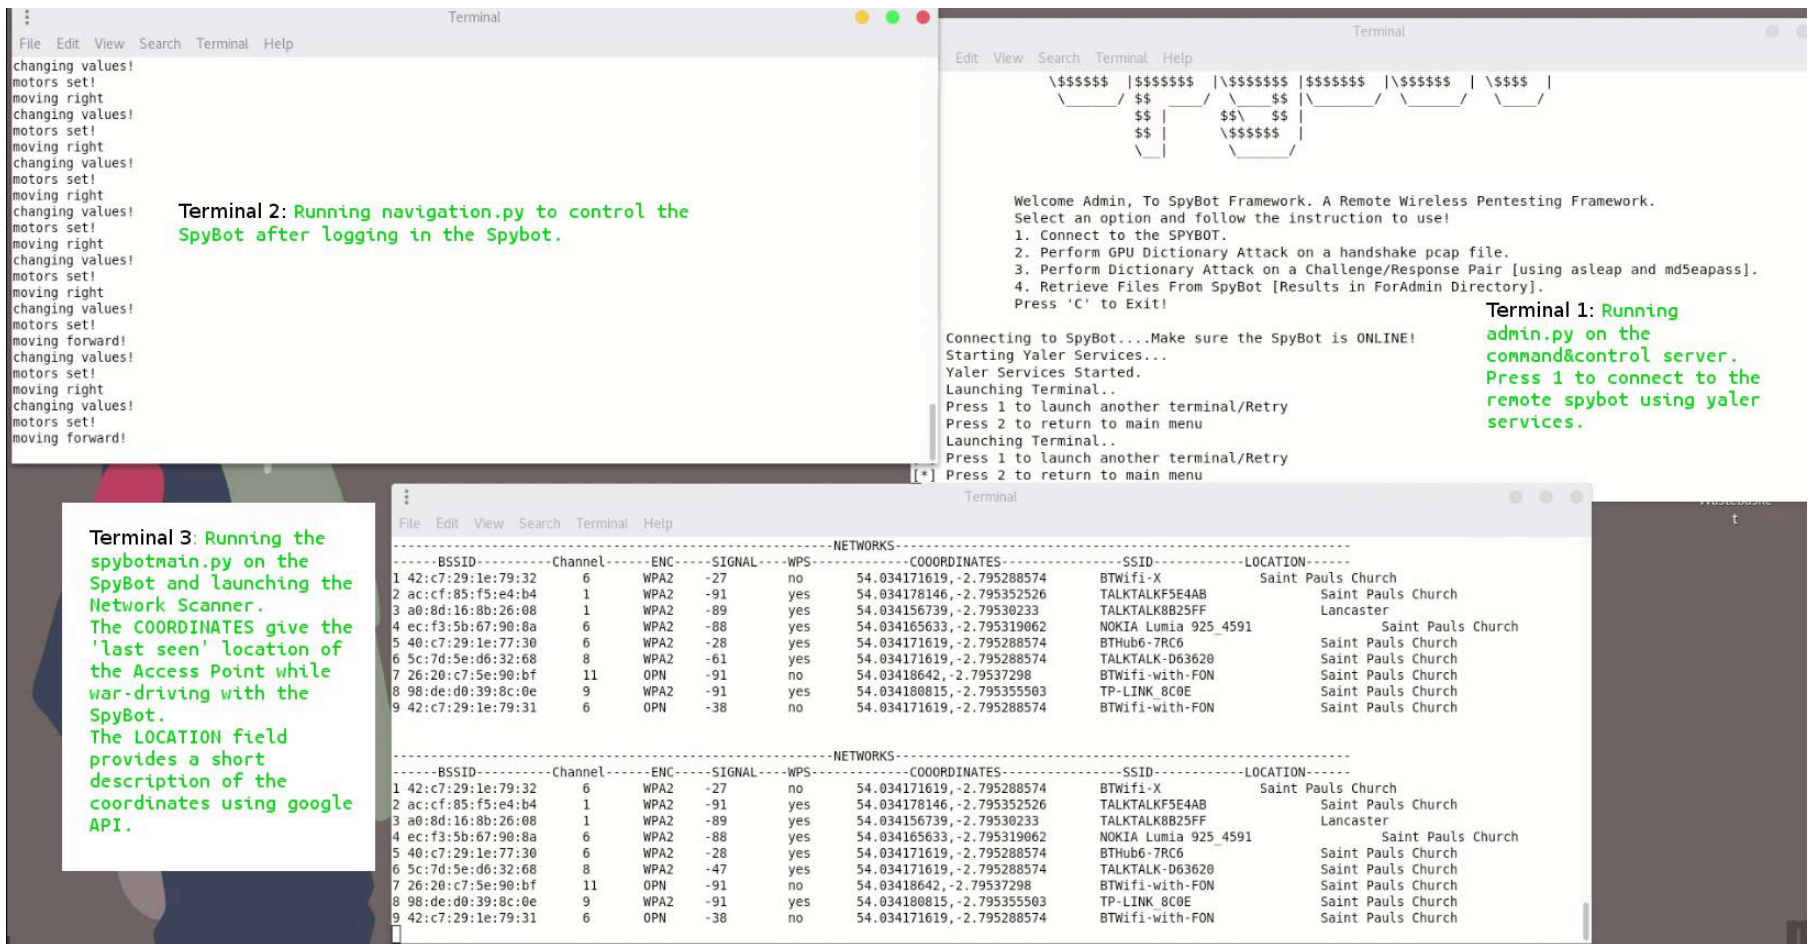 Terminal
File Edit View Search Terminal Help
changing values!
motors set!
moving right
changing values!
motors set!
moving right
changing values!
motors set!
moving right
changing values!
motors set!
moving right
changing values!
motors set!
moving right
changing values!
motors set!
moving forward!
changing values!
motors set!
moving right
changing values!
motors set!
moving forward!
Terminal 2: Running navigation.py to control the
SpyBot after logging in the Spybot.
Terminal
Edit View Search Terminal Help
\$$$$$$ |$$$$$$$ |\$$$$$$$ |$$$$$$$ |\$$$$$$ | \$$$$ |
\______/ $$ ____/ \____$$ |\_______/ \______/ \____/
$$ | $$\ $$ |
$$ | \$$$$$$ |
\__| \______/
Welcome Admin, To SpyBot Framework. A Remote Wireless Pentesting Framework.
Select an option and follow the instruction to use!
1. Connect to the SPYBOT.
2. Perform GPU Dictionary Attack on a handshake pcap file.
3. Perform Dictionary Attack on a Challenge/Response Pair [using asleap and md5eapass].
4. Retrieve Files From SpyBot [Results in ForAdmin Directory].
Press 'C' to Exit!
Connecting to SpyBot....Make sure the SpyBot is ONLINE!
Starting Yaler Services...
Yaler Services Started.
Launching Terminal..
Press 1 to launch another terminal/Retry
Press 2 to return to main menu
Launching Terminal..
Press 1 to launch another terminal/Retry
[*] Press 2 to return to main menu
Terminal 1: Running
admin.py on the
command&control server.
Press 1 to connect to the
remote spybot using yaler
services.
t
Terminal 3: Running the
spybotmain.py on the
SpyBot and launching the
Network Scanner.
The COORDINATES give the
'last seen' location of
the Access Point while
war-driving with the
SpyBot.
The LOCATION field
provides a short
description of the
coordinates using google
API.
Terminal
File Edit View Search Terminal Help
NETWORKS
BSSID Channel ENC SIGNAL WPS COOORDINATES SSID LOCATION
1 42:c7:29:1e:79:32 6 WPA2 -27 no 54.034171619,-2.795288574 BTWifi-X Saint Pauls Church
2 ac:cf:85:f5:e4:b4 1 WPA2 -91 yes 54.034178146,-2.795352526 TALKTALKF5E4AB Saint Pauls Church
3 a0:8d:16:8b:26:08 1 WPA2 -89 yes 54.034156739,-2.79530233 TALKTALK8B25FF Lancaster
4 ec:f3:5b:67:90:8a 6 WPA2 -88 yes 54.034165633,-2.795319062 NOKIA Lumia 925_4591 Saint Pauls Church
5 40:c7:29:1e:77:30 6 WPA2 -28 yes 54.034171619,-2.795288574 BTHub6-7RC6 Saint Pauls Church
6 5c:7d:5e:d6:32:68 8 WPA2 -61 yes 54.034171619,-2.795288574 TALKTALK-D63620 Saint Pauls Church
7 26:20:c7:5e:90:bf 11 OPN -91 no 54.03418642,-2.79537298 BTWifi-with-FON Saint Pauls Church
8 98:de:d0:39:8c:0e 9 WPA2 -91 yes 54.034180815,-2.795355503 TP-LINK_8C0E Saint Pauls Church
9 42:c7:29:1e:79:31 6 OPN -38 no 54.034171619,-2.795288574 BTWifi-with-FON Saint Pauls Church
NETWORKS
BSSID Channel ENC SIGNAL WPS COOORDINATES SSID LOCATION
1 42:c7:29:1e:79:32 6 WPA2 -27 no 54.034171619,-2.795288574 BTWifi-X Saint Pauls Church
2 ac:cf:85:f5:e4:b4 1 WPA2 -91 yes 54.034178146,-2.795352526 TALKTALKF5E4AB Saint Pauls Church
3 a0:8d:16:8b:26:08 1 WPA2 -89 yes 54.034156739,-2.79530233 TALKTALK8B25FF Lancaster
4 ec:f3:5b:67:90:8a 6 WPA2 -88 yes 54.034165633,-2.795319062 NOKIA Lumia 925_4591 Saint Pauls Church
5 40:c7:29:1e:77:30 6 WPA2 -28 yes 54.034171619,-2.795288574 BTHub6-7RC6 Saint Pauls Church
6 5c:7d:5e:d6:32:68 8 WPA2 -47 yes 54.034171619,-2.795288574 TALKTALK-D63620 Saint Pauls Church
7 26:20:c7:5e:90:bf 11 OPN -91 no 54.03418642,-2.79537298 BTWifi-with-FON Saint Pauls Church
8 98:de:d0:39:8c:0e 9 WPA2 -91 yes 54.034180815,-2.795355503 TP-LINK_8C0E Saint Pauls Church
9 42:c7:29:1e:79:31 6 OPN -38 no 54.034171619,-2.795288574 BTWifi-with-FON Saint Pauls Church